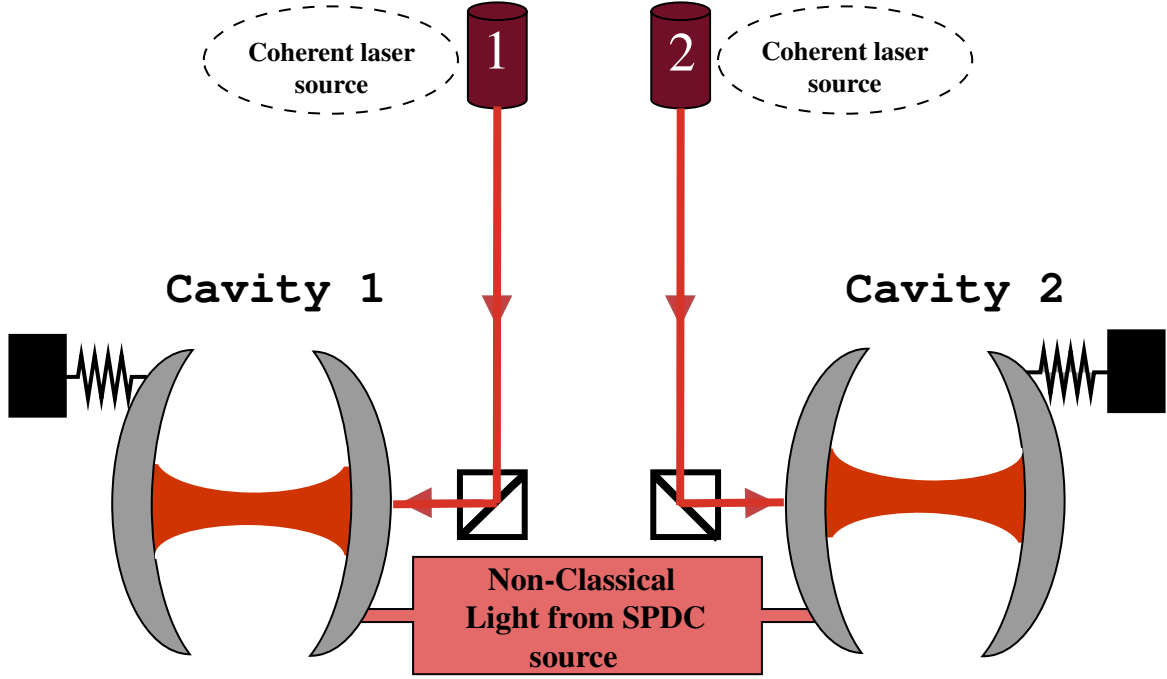 Coherent laser
source
1
2
Coherent laser
source
Cavity 1
Cavity 2
Non-Classical
Light from SPDC
source